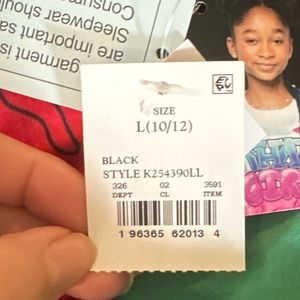 garment is
are important sa
Sleepwear shoul
Consum
SIZE
L(10/12)
BLACK
STYLE K254390LL
326 02 3591
DEPT CL ITEM
1 96365 62013 4